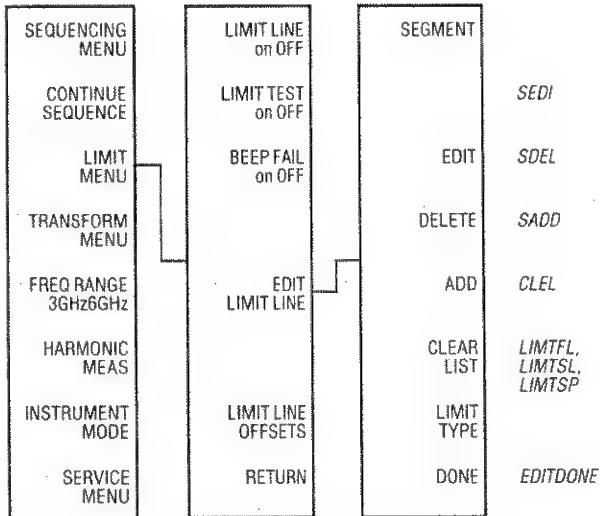 SEQUENCING
MENU
CONTINUE
SEQUENCE
LIMIT
MENU
TRANSFORM
MENU
FREQ RANGE
3GHz6GHz
HARMONIC
MEAS
INSTRUMENT
MODE
SERVICE
MENU
LIMIT LINE
on OFF
LIMIT TEST
on OFF
BEEP FAIL
on OFF
EDIT
LIMIT LINE
LIMIT LINE
OFFSETS
RETURN
SEGMENT
EDIT
DELETE
ADD
CLEAR
LIST
LIMIT
TYPE
DONE
SEDI
SDEL
SADD
CLEL
LIMTFL,
LIMTSL,
LIMTSP
EDITDONE